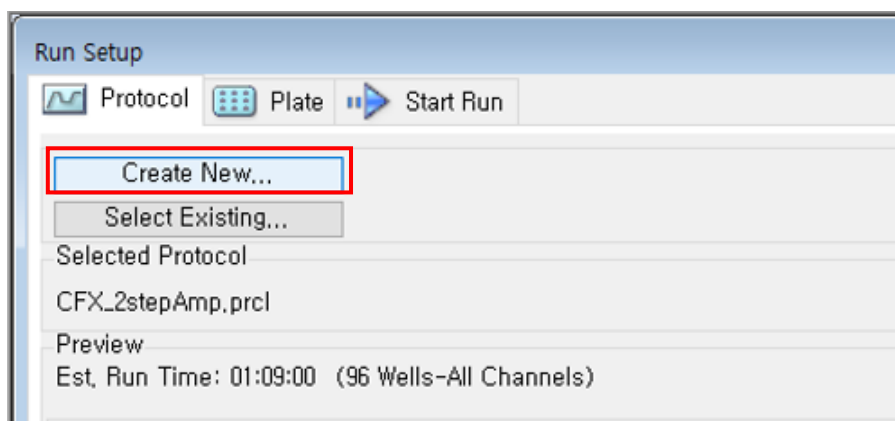 Run Setup
Protocol Plate Start Run
Create New...
Select Existing...
Selected Protocol
CFX_2stepAmp.prcl
Preview
Est. Run Time: 01:09:00 (96 Wells-All Channels)